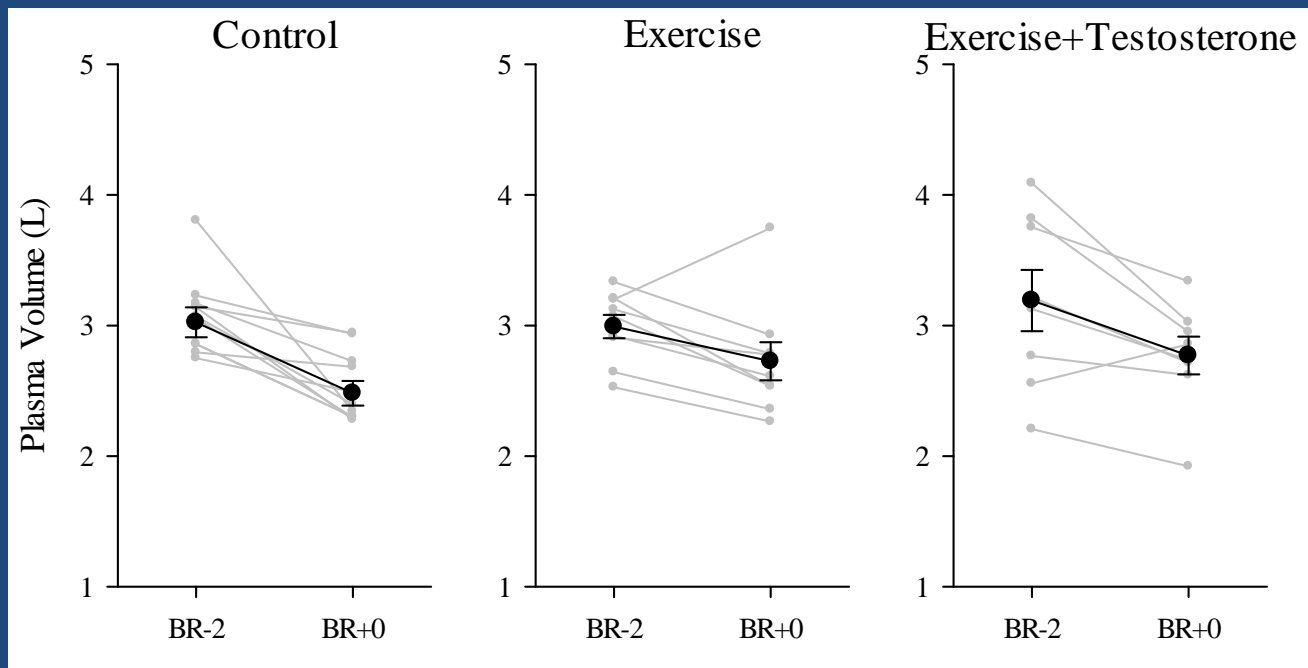 Control
Exercise
Exercise+Testosterone
Plasma Volume (L)
5
4
3
2
1
BR-2
BR+0
5
4
3
2
1
BR-2
BR+0
5
4
3
2
1
BR-2
BR+0